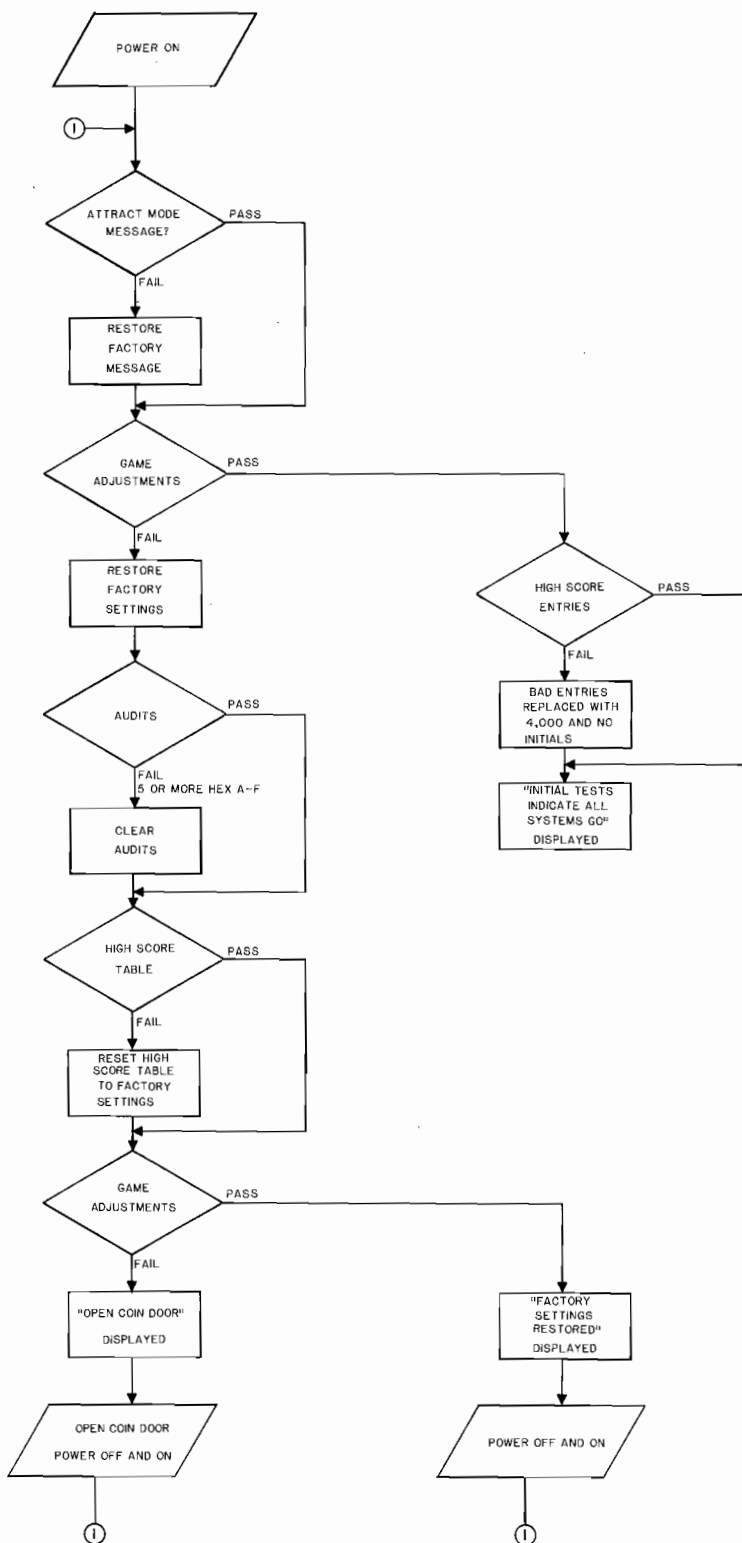 POWER ON
1
ATTRACT MODE
MESSAGE?
PASS
FAIL
RESTORE
FACTORY
MESSAGE
GAME
ADJUSTMENTS
PASS
FAIL
RESTORE
FACTORY
SETTINGS
HIGH SCORE
ENTRIES
PASS
FAIL
BAD ENTRIES
REPLACED WITH
4,000 AND NO
INITIALS
"INITIAL TESTS
INDICATE ALL
SYSTEMS GO"
DISPLAYED
AUDITS
PASS
FAIL
5 OR MORE HEX A-F
CLEAR
AUDITS
HIGH SCORE
TABLE
PASS
FAIL
RESET HIGH
SCORE TABLE
TO FACTORY
SETTINGS
GAME
ADJUSTMENTS
PASS
FAIL
"OPEN COIN DOOR"
DISPLAYED
"FACTORY
SETTINGS
RESTORED"
DISPLAYED
OPEN COIN DOOR
POWER OFF AND ON
POWER OFF AND ON
1
1